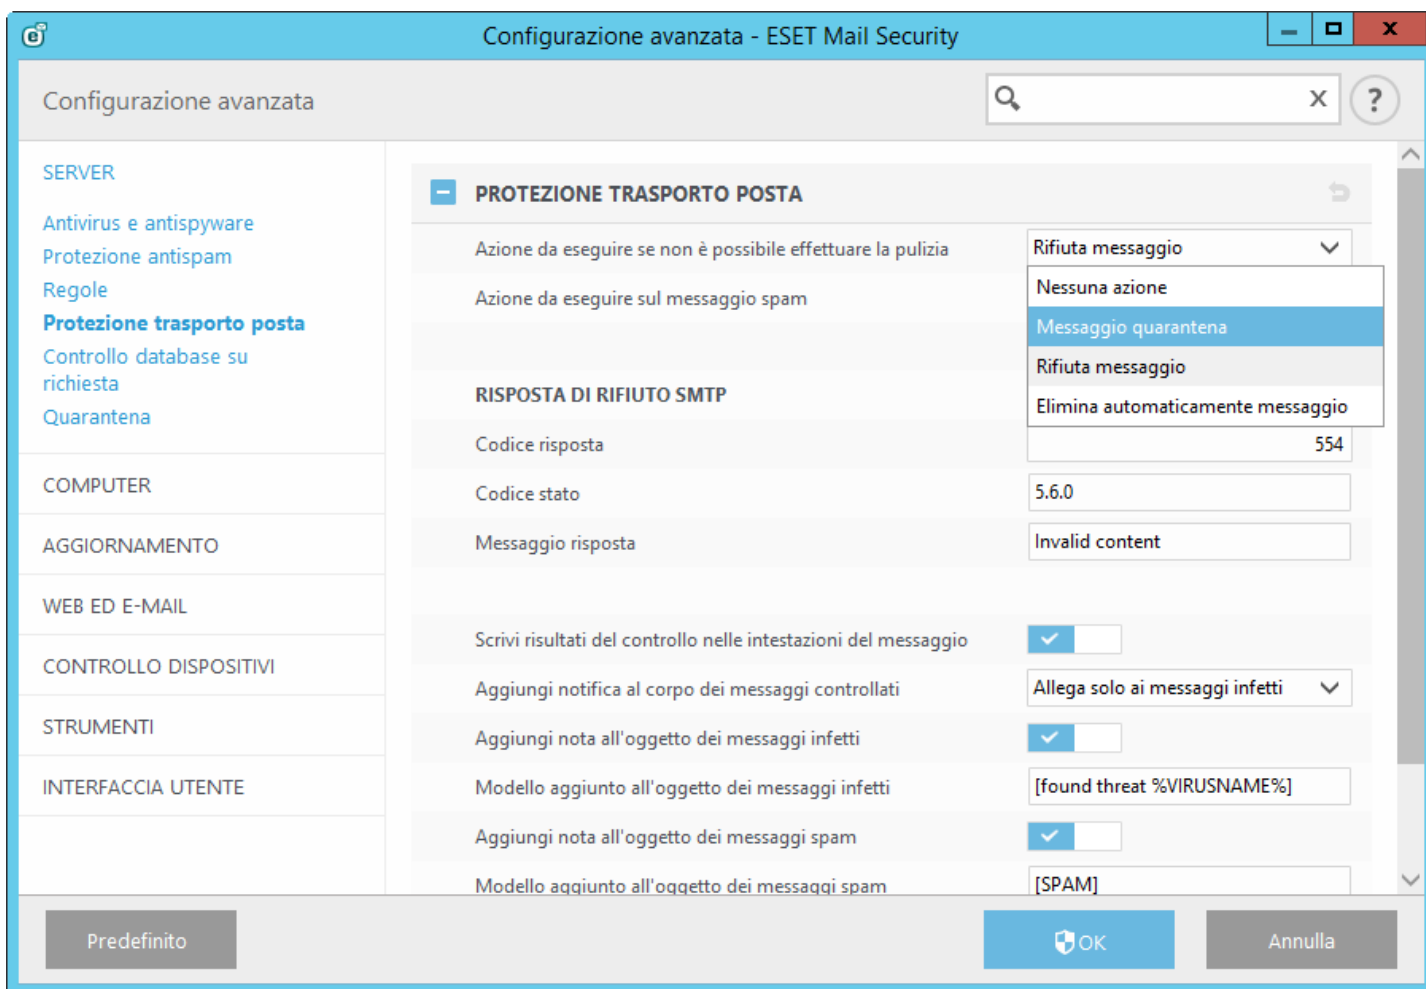 Configurazione avanzata - ESET Mail Security
Configurazione avanzata
SERVER
Antivirus e antispyware
Protezione antispam
Regole
Protezione trasporto posta
Controllo database su
richiesta
Quarantena
COMPUTER
AGGIORNAMENTO
WEB ED E-MAIL
CONTROLLO DISPOSITIVI
STRUMENTI
INTERFACCIA UTENTE
PROTEZIONE TRASPORTO POSTA
Azione da eseguire se non è possibile effettuare la pulizia
Rifiuta messaggio
Azione da eseguire sul messaggio spam
Nessuna azione
Messaggio quarantena
Rifiuta messaggio
Elimina automaticamente messaggio
RISPOSTA DI RIFIUTO SMTP
Codice risposta
554
Codice stato
5.6.0
Messaggio risposta
Invalid content
Scrivi risultati del controllo nelle intestazioni del messaggio
Aggiungi notifica al corpo dei messaggi controllati
Allega solo ai messaggi infetti
Aggiungi nota all'oggetto dei messaggi infetti
Modello aggiunto all'oggetto dei messaggi infetti
[found threat %VIRUSNAME%]
Aggiungi nota all'oggetto dei messaggi spam
Modello aggiunto all'oggetto dei messaggi spam
[SPAM]
Predefinito
OK
Annulla